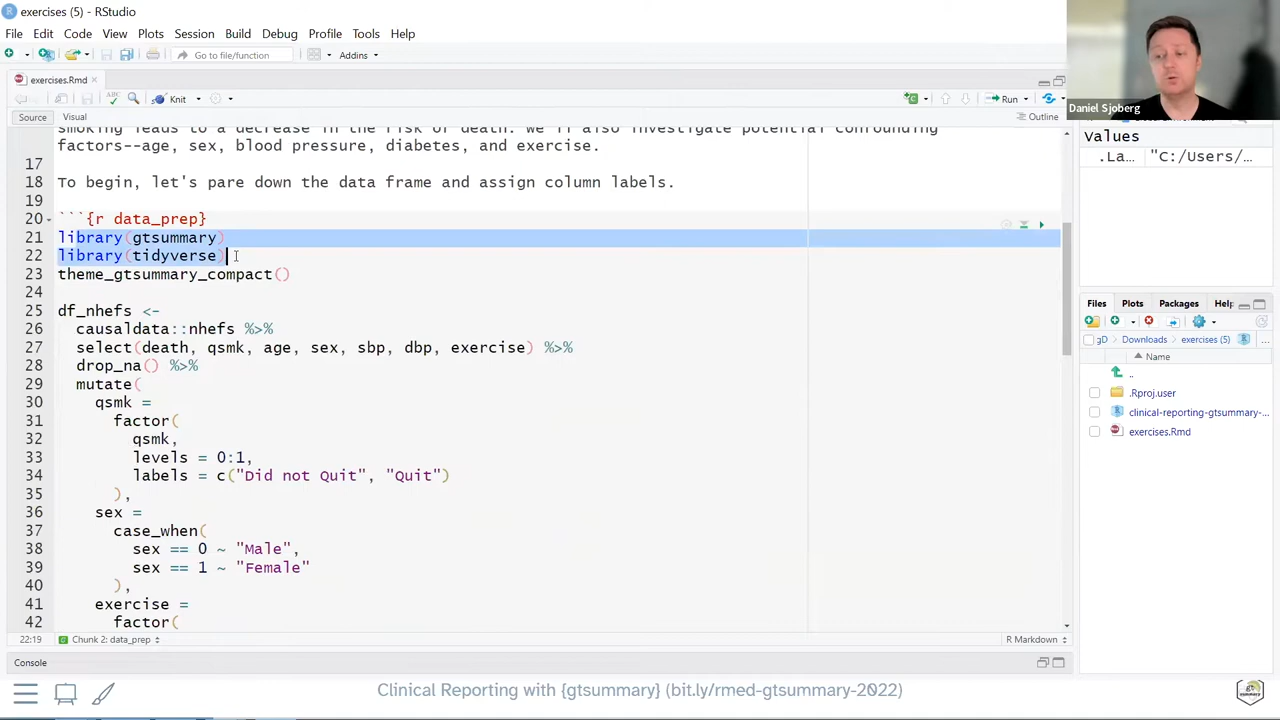 exercises (5) - RStudio
File Edit Code View Plots Session Build Debug Profile Tools Help
Go to file/function
Addins
exercises.Rmd
Knit
Run
Source Visual
Outline
smoking leads to a decrease in the risk of death. We'll also investigate potential confounding
factors--age, sex, blood pressure, diabetes, and exercise.
17
18 To begin, let's pare down the data frame and assign column labels.
19
20 ```{r data_prep}
21 library(gtsummary)
22 library(tidyverse)
23 theme_gtsummary_compact()
24
25 df_nhefs <-
26 causaldata::nhefs %>%
27 select(death, qsmk, age, sex, sbp, dbp, exercise) %>%
28 drop_na() %>%
29 mutate(
30 qsmk =
31 factor(
32 qsmk,
33 levels = 0:1,
34 labels = c("Did not Quit", "Quit")
35 ),
36 sex =
37 case_when(
38 sex == 0 ~ "Male",
39 sex == 1 ~ "Female"
40 ),
41 exercise =
42 factor(
22:19 Chunk 2: data_prep R Markdown
Console
Daniel Sjoberg
Values
.La… "C:/Users/…
Files Plots Packages Help
gD Downloads exercises (5) …
Name
..
.Rproj.user
clinical-reporting-gtsummary-…
exercises.Rmd
Clinical Reporting with {gtsummary} (bit.ly/rmed-gtsummary-2022)